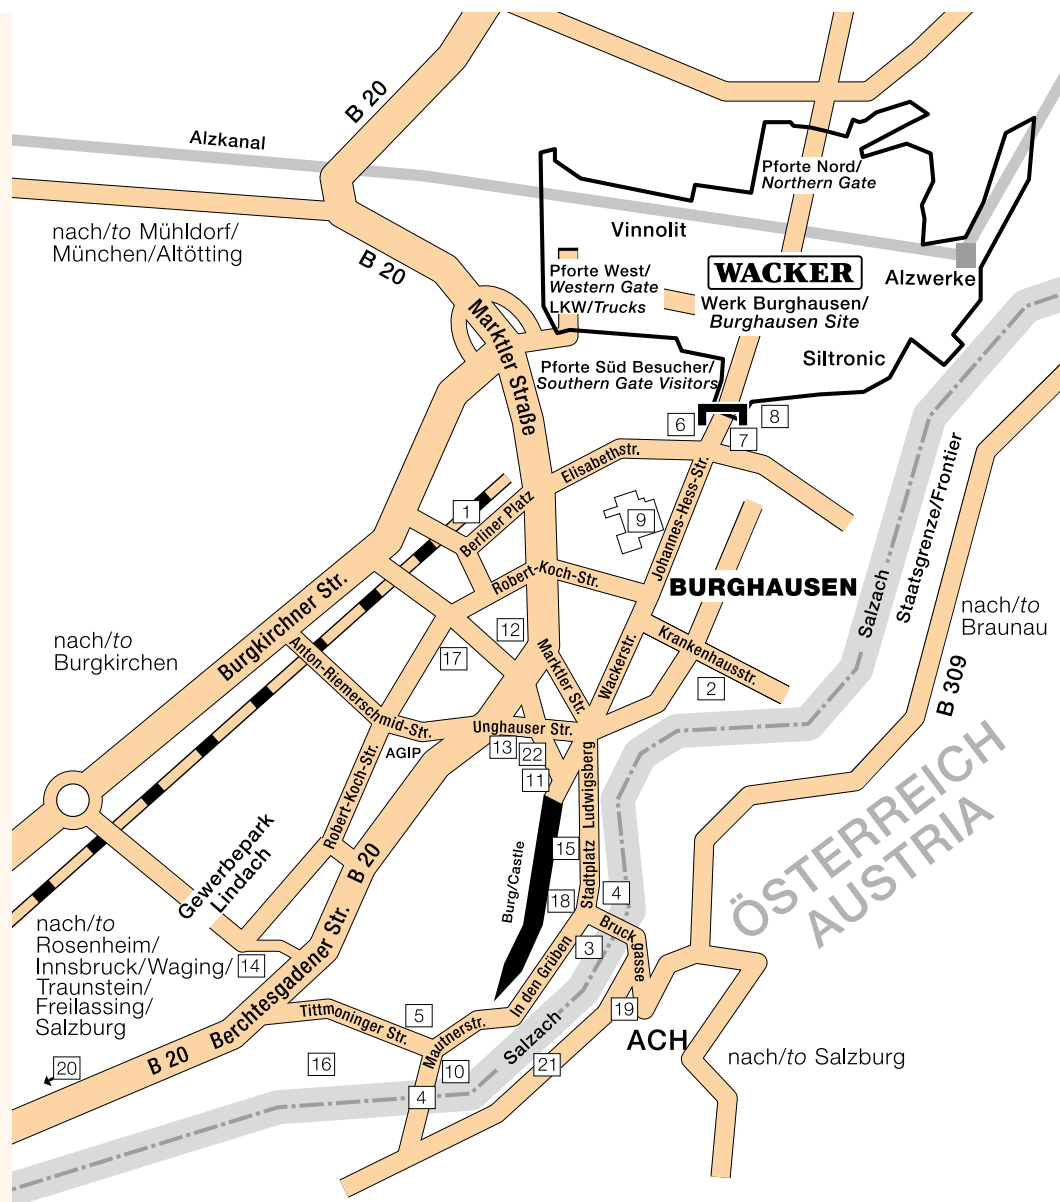 B 20
Alzkanal
Pforte Nord/
Northern Gate
nach/to Mühldorf/
München/Altötting
Vinnolit
B 20
Pforte West/
Western Gate
LKW/Trucks
WACKER
Werk Burghausen/
Burghausen Site
Alzwerke
Marktler Straße
Siltronic
Pforte Süd Besucher/
Southern Gate Visitors
6
8
7
Elisabethstr.
Staatsgrenze/Frontier
1
Berliner Platz
9
Johannes-Hess-Str.
Robert-Koch-Str.
BURGHAUSEN
Salzach
nach/to
Braunau
Burgkirchner Str.
nach/to
Burgkirchen
12
17
Anton-Riemerschmid-Str.
Marktler Str.
Wackerstr.
Krankenhausstr.
2
B 309
Unghauser Str.
AGIP
13
22
11
Ludwigsberg
Robert-Koch-Str.
ÖSTERREICH
AUSTRIA
Gewerbepark
Lindach
B 20
Burg/Castle
15
Stadtplatz
18
4
nach/to
Rosenheim/
Innsbruck/Waging/
Traunstein/
Freilassing/
Salzburg
14
Berchtesgadener Str.
Bruckgasse
3
In den Grüben
Tittmoninger Str.
5
Mautnerstr.
Salzach
19
ACH
nach/to Salzburg
B 20
20
16
10
21
4